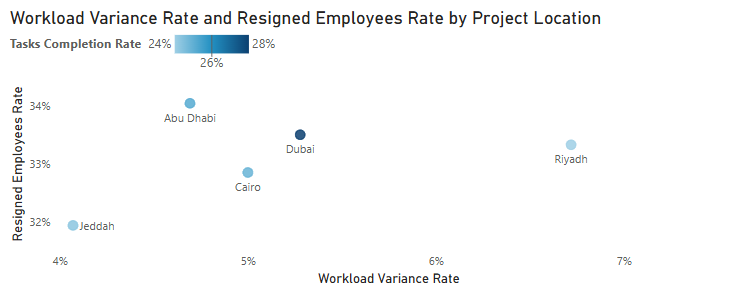 Workload Variance Rate and Resigned Employees Rate by Project Location
Tasks Completion Rate 24% 28%
26%
Resigned Employees Rate
34%
Abu Dhabi
Dubai
33%
Riyadh
Cairo
32%
Jeddah
4% 5% 6% 7%
Workload Variance Rate